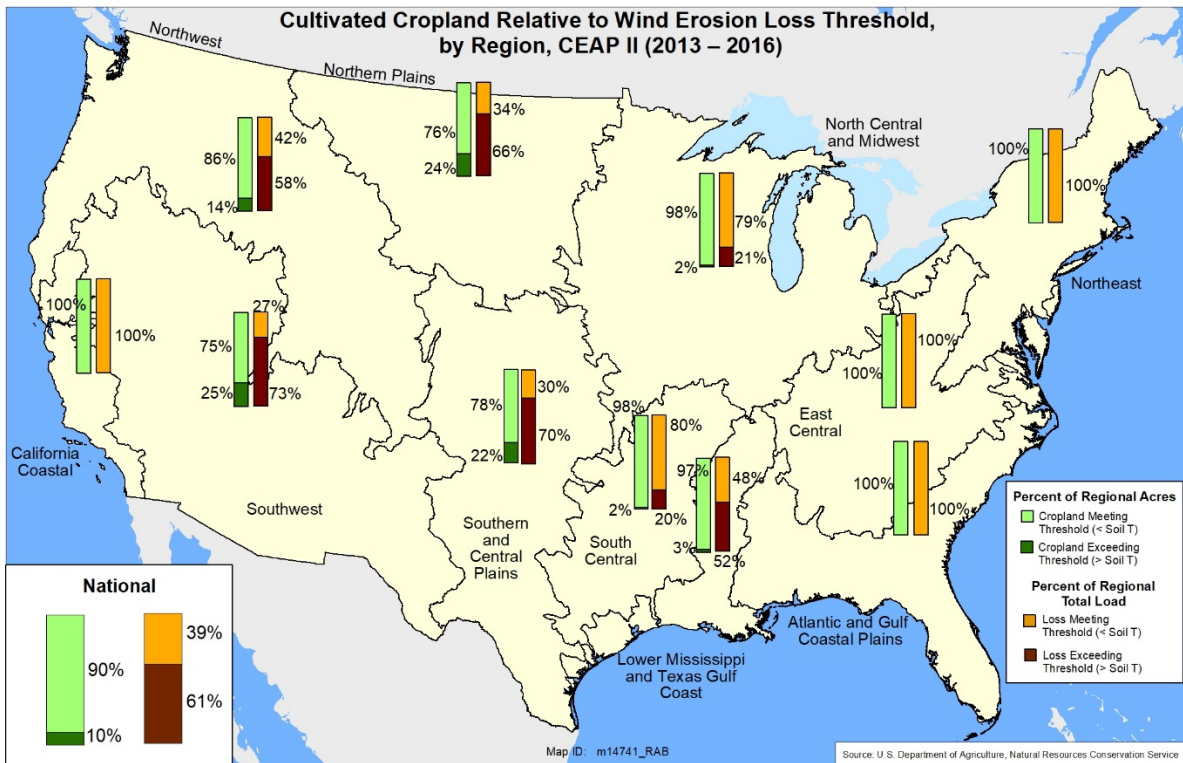 Cultivated Cropland Relative to Wind Erosion Loss Threshold,
by Region, CEAP II (2013 – 2016)
Northwest
Northern Plains
North Central
and Midwest
Northeast
East
Central
California
Coastal
Southwest
Southern
and
Central
Plains
South
Central
Lower Mississippi
and Texas Gulf
Coast
Atlantic and Gulf
Coastal Plains
86%
14%
42%
58%
76%
24%
34%
66%
98%
2%
79%
21%
100%
100%
100%
100%
75%
25%
27%
73%
78%
22%
30%
70%
98%
2%
80%
20%
97%
3%
48%
52%
100%
100%
100%
100%
National
90%
10%
39%
61%
Percent of Regional Acres
Cropland Meeting
Threshold (< Soil T)
Cropland Exceeding
Threshold (> Soil T)
Percent of Regional
Total Load
Loss Meeting
Threshold (< Soil T)
Loss Exceeding
Threshold (> Soil T)
Map ID: m14741_RAB
Source: U.S. Department of Agriculture, Natural Resources Conservation Service